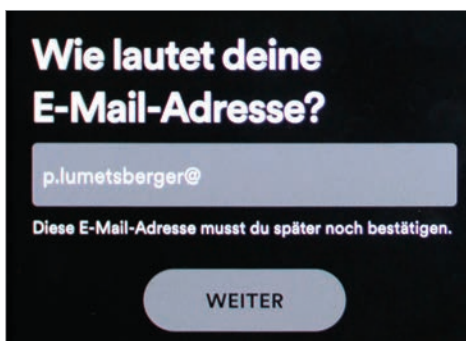 Wie lautet deine
E-Mail-Adresse?
p.lumetsberger@
Diese E-Mail-Adresse musst du später noch bestätigen.
WEITER